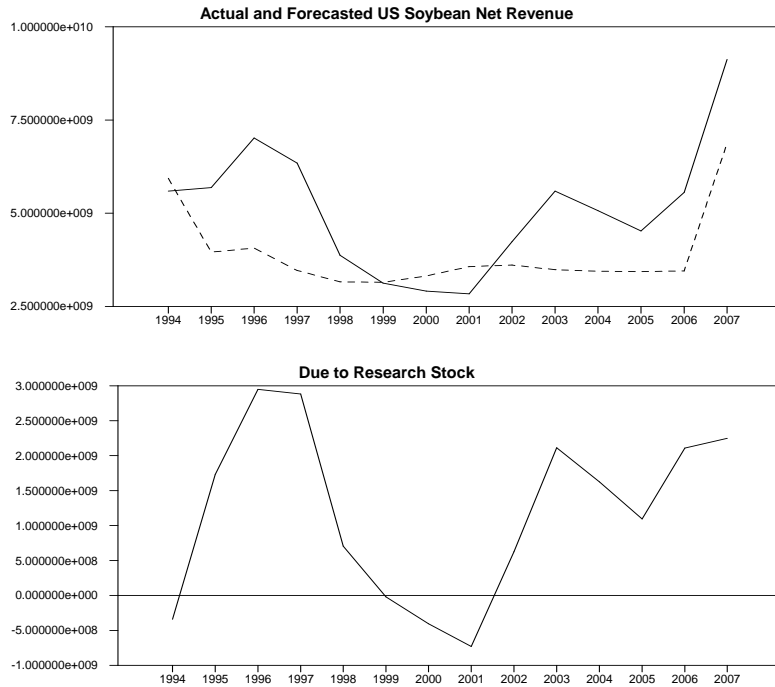 Actual and Forecasted US Soybean Net Revenue
1.000000e+010
7.500000e+009
5.000000e+009
2.500000e+009
1994 1995 1996 1997 1998 1999 2000 2001 2002 2003 2004 2005 2006 2007
Due to Research Stock
3.000000e+009
2.500000e+009
2.000000e+009
1.500000e+009
1.000000e+009
5.000000e+008
0.000000e+000
-5.000000e+008
-1.000000e+009
1994 1995 1996 1997 1998 1999 2000 2001 2002 2003 2004 2005 2006 2007